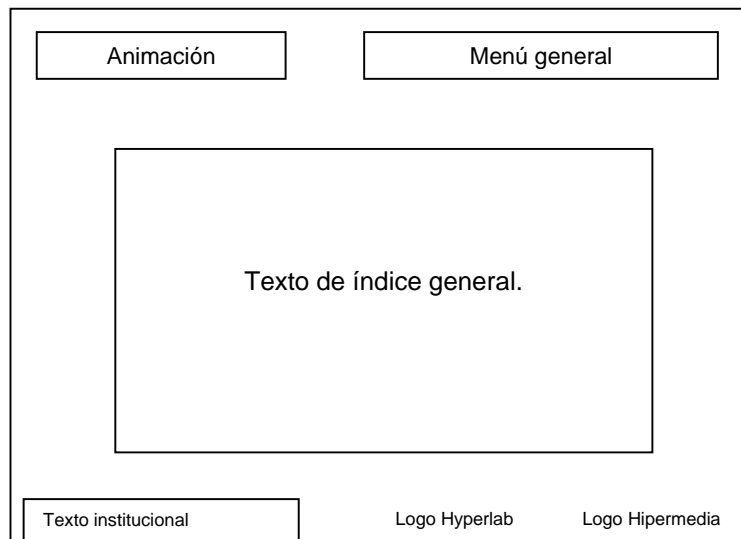 Animación
Menú general
Texto de índice general.
Texto institucional
Logo Hyperlab
Logo Hipermedia